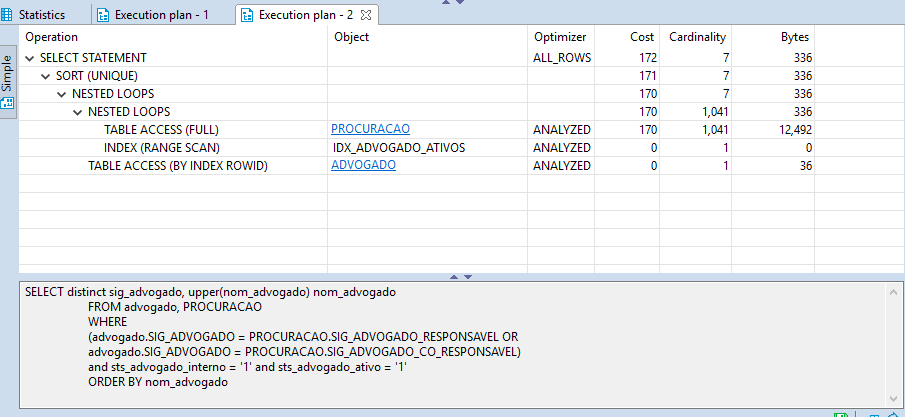 Statistics Execution plan - 1 Execution plan - 2
Simple
Operation Object Optimizer Cost Cardinality Bytes
SELECT STATEMENT ALL_ROWS 172 7 336
SORT (UNIQUE) 171 7 336
NESTED LOOPS 170 7 336
NESTED LOOPS 170 1,041 336
TABLE ACCESS (FULL) PROCURACAO ANALYZED 170 1,041 12,492
INDEX (RANGE SCAN) IDX_ADVOGADO_ATIVOS ANALYZED 0 1 0
TABLE ACCESS (BY INDEX ROWID) ADVOGADO ANALYZED 0 1 36
SELECT distinct sig_advogado, upper(nom_advogado) nom_advogado
FROM advogado, PROCURACAO
WHERE
(advogado.SIG_ADVOGADO = PROCURACAO.SIG_ADVOGADO_RESPONSAVEL OR
advogado.SIG_ADVOGADO = PROCURACAO.SIG_ADVOGADO_CO_RESPONSAVEL)
and sts_advogado_interno = '1' and sts_advogado_ativo = '1'
ORDER BY nom_advogado